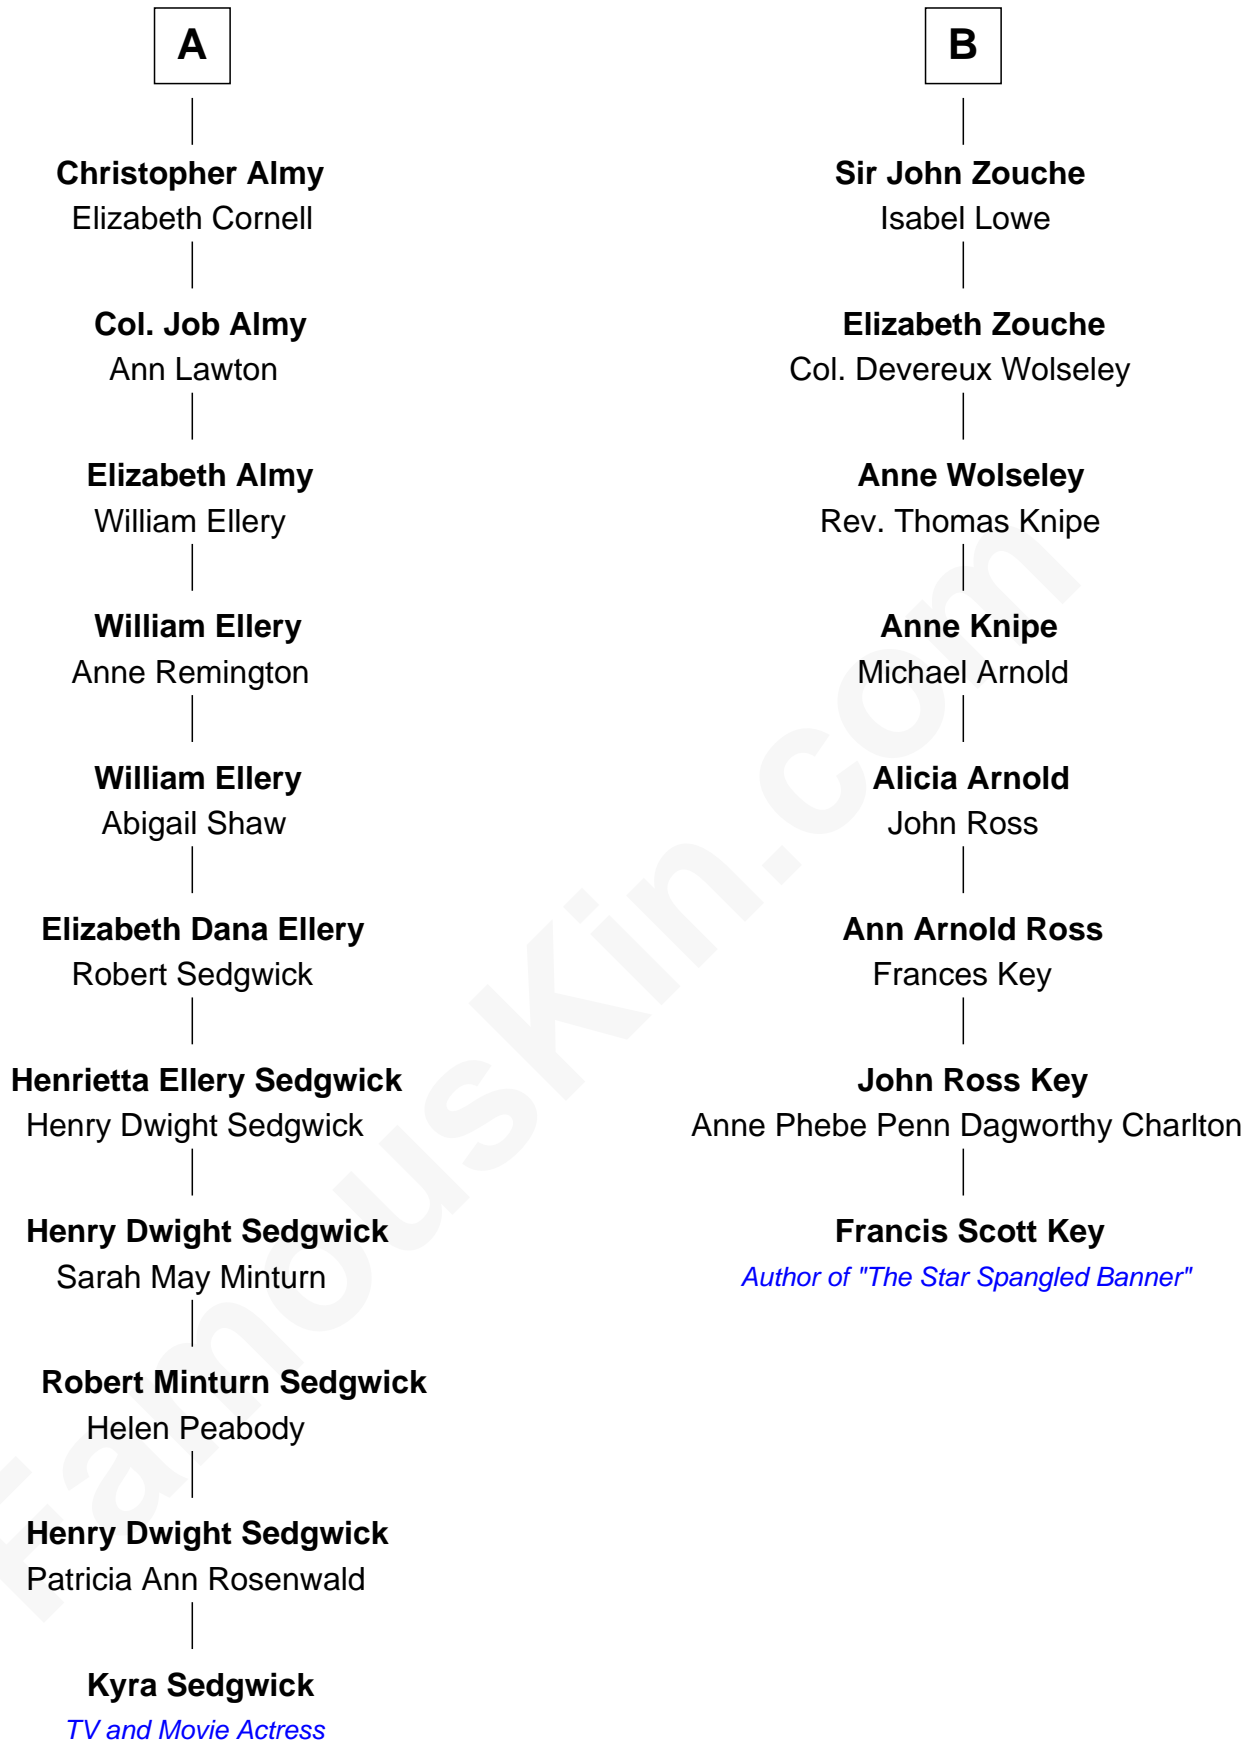 A
Christopher Almy
Elizabeth Cornell
Col. Job Almy
Ann Lawton
Elizabeth Almy
William Ellery
William Ellery
Anne Remington
William Ellery
Abigail Shaw
Elizabeth Dana Ellery
Robert Sedgwick
Henrietta Ellery Sedgwick
Henry Dwight Sedgwick
Henry Dwight Sedgwick
Sarah May Minturn
Robert Minturn Sedgwick
Helen Peabody
Henry Dwight Sedgwick
Patricia Ann Rosenwald
Kyra Sedgwick
TV and Movie Actress
B
Sir John Zouche
Isabel Lowe
Elizabeth Zouche
Col. Devereux Wolseley
Anne Wolseley
Rev. Thomas Knipe
Anne Knipe
Michael Arnold
Alicia Arnold
John Ross
Ann Arnold Ross
Frances Key
John Ross Key
Anne Phebe Penn Dagworthy Charlton
Francis Scott Key
Author of "The Star Spangled Banner"
FamousKin.com